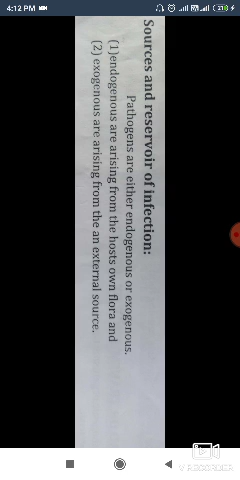 4:12 PM
Sources and reservoir of infection:
Pathogens are either endogenous or exogenous.
(1)endogenous are arising from the hosts own flora and
(2) exogenous are arising from the an external source.
V RECORDER